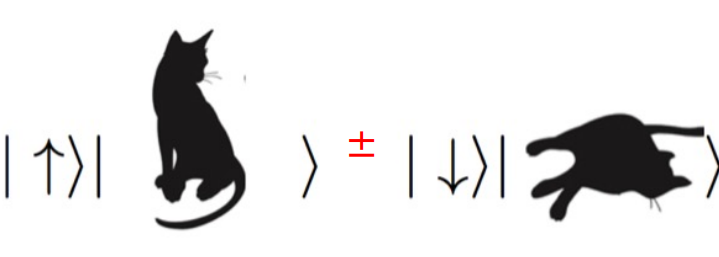 | ↑⟩| ⟩ ± | ↓⟩| ⟩